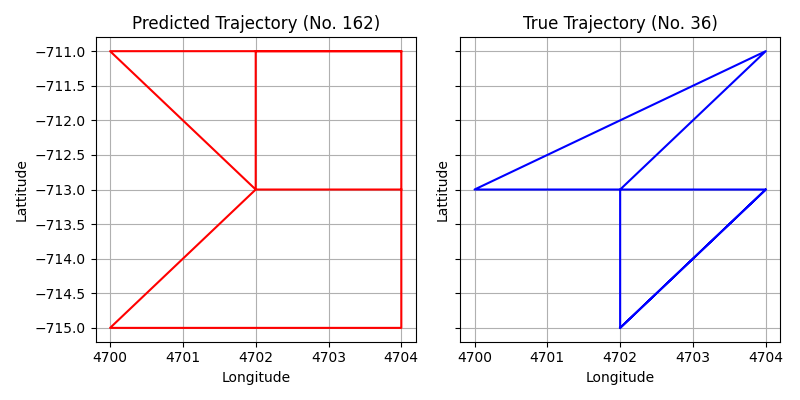 Predicted Trajectory (No. 162)
True Trajectory (No. 36)
−711.0
−711.5
−712.0
−712.5
−713.0
−713.5
−714.0
−714.5
−715.0
Lattitude
Lattitude
4700 4701 4702 4703 4704
4700 4701 4702 4703 4704
Longitude
Longitude